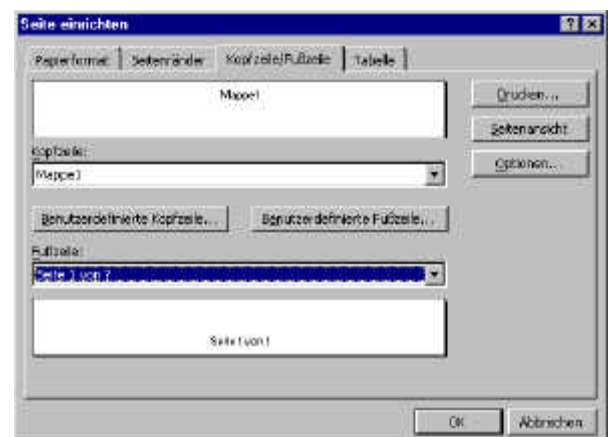 Seite einrichten
Papierformat Seitenränder Kopfzeile/Fußzeile Tabelle
Mappe1
Drucken...
Seitenansicht
Kopfzeile:
Optionen...
Mappe1
Benutzerdefinierte Kopfzeile... Benutzerdefinierte Fußzeile...
Fußzeile:
Seite 1 von ?
Seite 1 von 1
OK Abbrechen